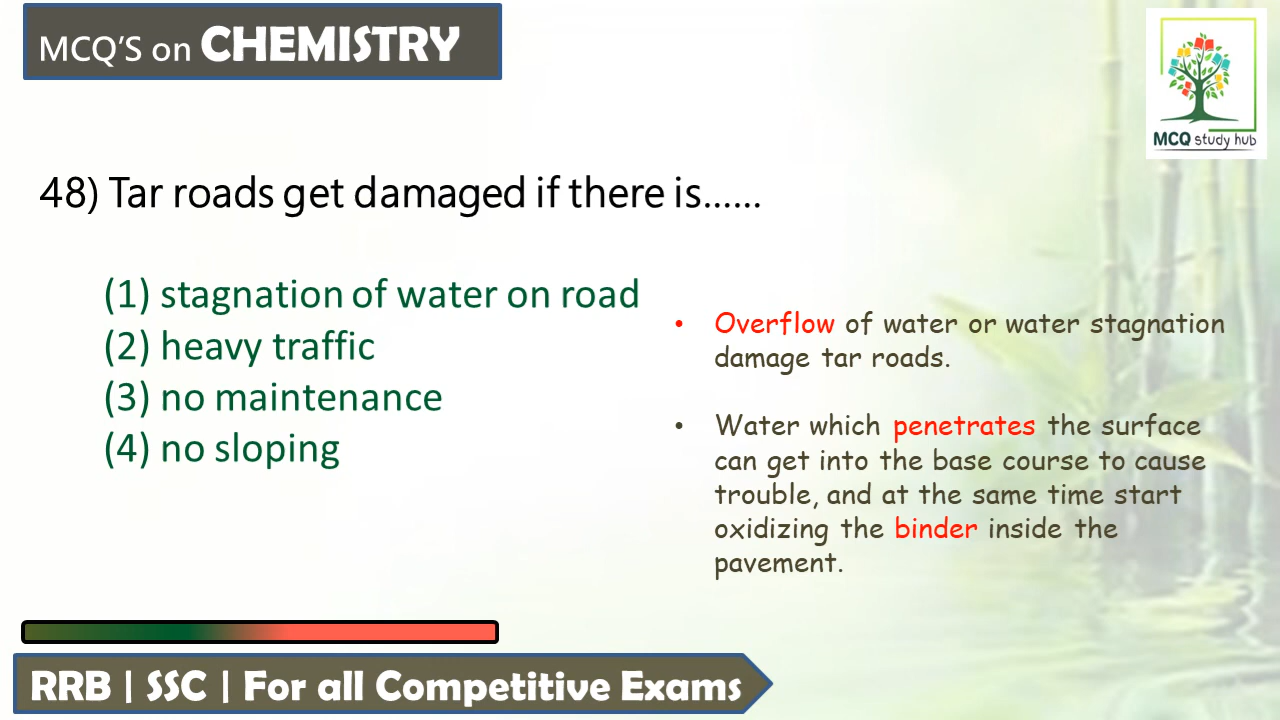 MCQ'S on CHEMISTRY
MCQ study hub
48) Tar roads get damaged if there is......
(1) stagnation of water on road
(2) heavy traffic
(3) no maintenance
(4) no sloping
• Overflow of water or water stagnation
damage tar roads.
• Water which penetrates the surface
can get into the base course to cause
trouble, and at the same time start
oxidizing the binder inside the
pavement.
RRB | SSC | For all Competitive Exams